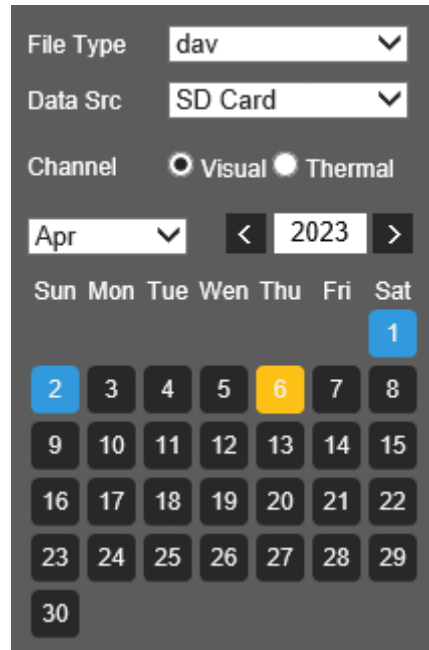 File Type dav
Data Src SD Card
Channel Visual Thermal
Apr < 2023 >
Sun Mon Tue Wen Thu Fri Sat
1
2 3 4 5 6 7 8
9 10 11 12 13 14 15
16 17 18 19 20 21 22
23 24 25 26 27 28 29
30